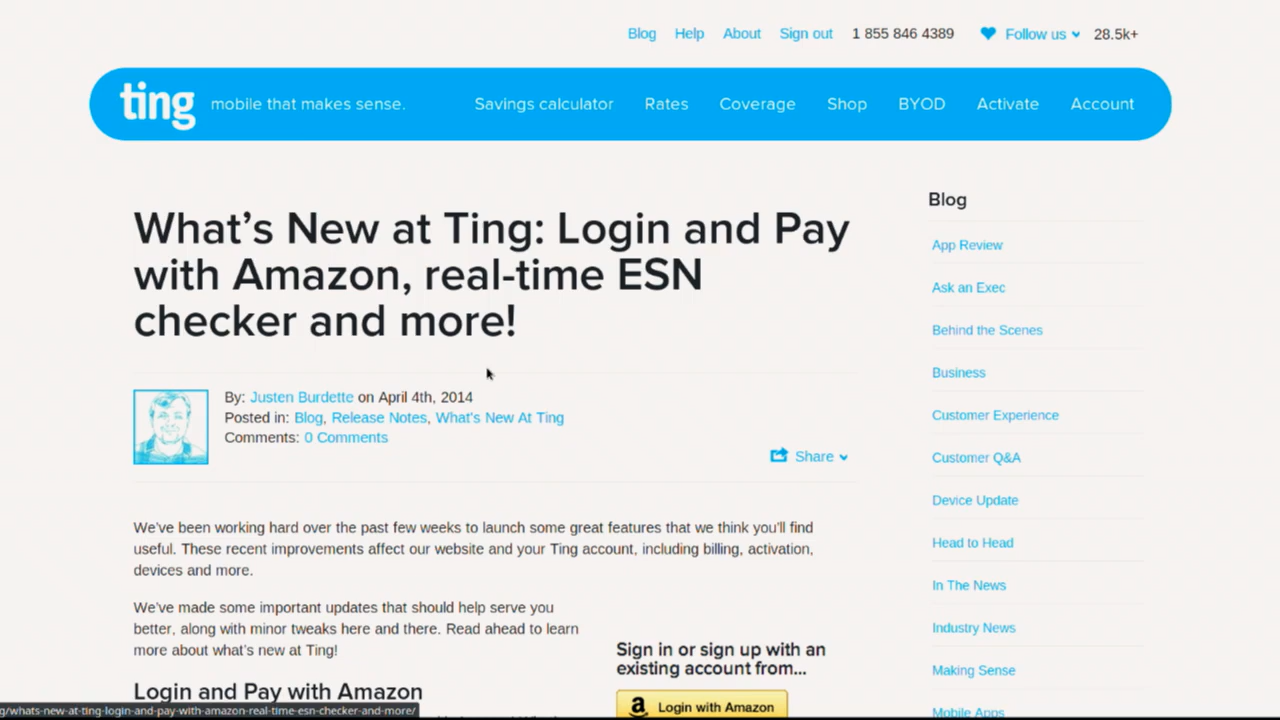 Blog Help About Sign out 1 855 846 4389 Follow us 28.5k+
ting mobile that makes sense. Savings calculator Rates Coverage Shop BYOD Activate Account
What's New at Ting: Login and Pay
with Amazon, real-time ESN
checker and more!
By: Justen Burdette on April 4th, 2014
Posted in: Blog, Release Notes, What's New At Ting
Comments: 0 Comments
Share
We've been working hard over the past few weeks to launch some great features that we think you'll find
useful. These recent improvements affect our website and your Ting account, including billing, activation,
devices and more.
We've made some important updates that should help serve you
better, along with minor tweaks here and there. Read ahead to learn
more about what's new at Ting!
Login and Pay with Amazon
Sign in or sign up with an
existing account from...
Login with Amazon
Blog
App Review
Ask an Exec
Behind the Scenes
Business
Customer Experience
Customer Q&A
Device Update
Head to Head
In The News
Industry News
Making Sense
Mobile Apps
g/whats-new-at-ting-login-and-pay-with-amazon-real-time-esn-checker-and-more/